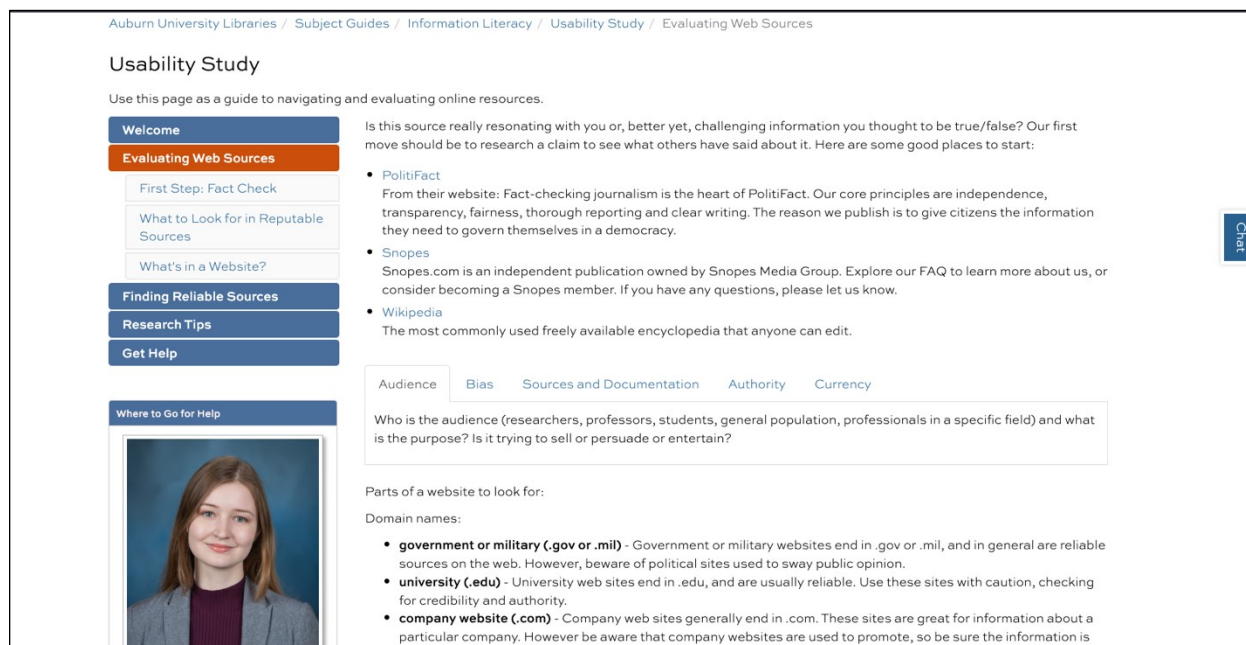 Auburn University Libraries / Subject Guides / Information Literacy / Usability Study / Evaluating Web Sources
Usability Study
Use this page as a guide to navigating and evaluating online resources.
Welcome
Evaluating Web Sources
First Step: Fact Check
What to Look for in Reputable
Sources
What's in a Website?
Finding Reliable Sources
Research Tips
Get Help
Where to Go for Help
Is this source really resonating with you or, better yet, challenging information you thought to be true/false? Our first
move should be to research a claim to see what others have said about it. Here are some good places to start:
• PolitiFact
From their website: Fact-checking journalism is the heart of PolitiFact. Our core principles are independence,
transparency, fairness, thorough reporting and clear writing. The reason we publish is to give citizens the information
they need to govern themselves in a democracy.
• Snopes
Snopes.com is an independent publication owned by Snopes Media Group. Explore our FAQ to learn more about us, or
consider becoming a Snopes member. If you have any questions, please let us know.
• Wikipedia
The most commonly used freely available encyclopedia that anyone can edit.
Audience Bias Sources and Documentation Authority Currency
Who is the audience (researchers, professors, students, general population, professionals in a specific field) and what
is the purpose? Is it trying to sell or persuade or entertain?
Parts of a website to look for:
Domain names:
• government or military (.gov or .mil) - Government or military websites end in .gov or .mil, and in general are reliable
sources on the web. However, beware of political sites used to sway public opinion.
• university (.edu) - University web sites end in .edu, and are usually reliable. Use these sites with caution, checking
for credibility and authority.
• company website (.com) - Company web sites generally end in .com. These sites are great for information about a
particular company. However be aware that company websites are used to promote, so be sure the information is
Chat